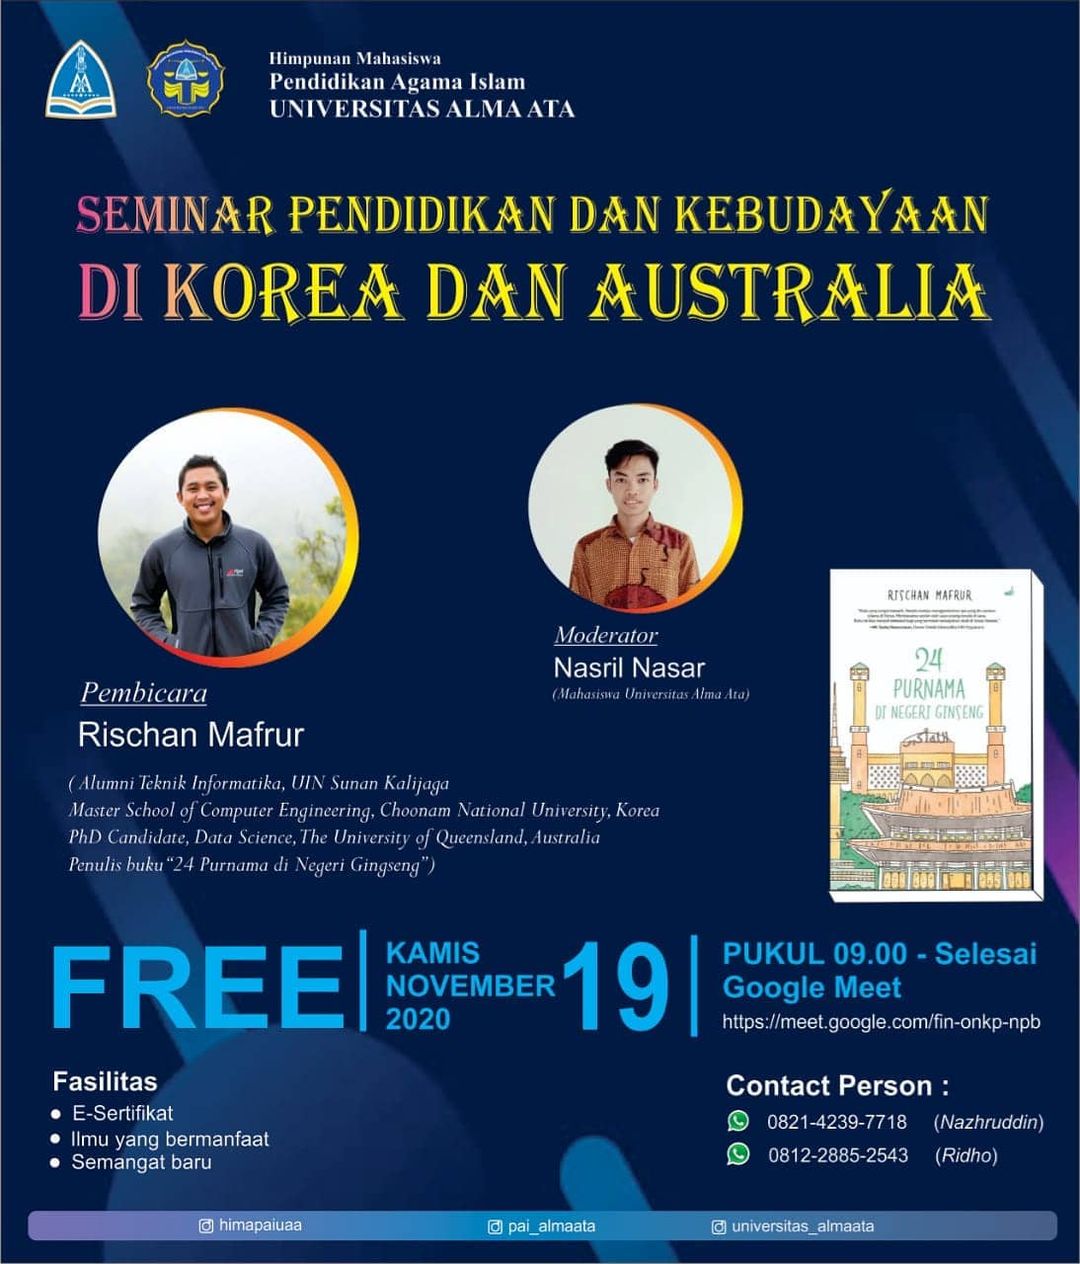 Himpunan Mahasiswa
Pendidikan Agama Islam
UNIVERSITAS ALMA ATA
SEMINAR PENDIDIKAN DAN KEBUDAYAAN
DI KOREA DAN AUSTRALIA
Pembicara
Rischan Mafrur
( Alumni Teknik Informatika, UIN Sunan Kalijaga
Master School of Computer Engineering, Choonam National University, Korea
PhD Candidate, Data Science, The University of Queensland, Australia
Penulis buku "24 Purnama di Negeri Gingseng")
Moderator
Nasril Nasar
(Mahasiswa Universitas Alma Ata)
RISCHAN MAFRUR
24
PURNAMA
DI NEGERI GINSENG
FREE
KAMIS
NOVEMBER
2020
19
PUKUL 09.00 - Selesai
Google Meet
https://meet.google.com/fin-onkp-npb
Fasilitas
● E-Sertifikat
● Ilmu yang bermanfaat
● Semangat baru
Contact Person :
0821-4239-7718 (Nazhruddin)
0812-2885-2543 (Ridho)
himapaiuaa
pai_almaata
universitas_almaata